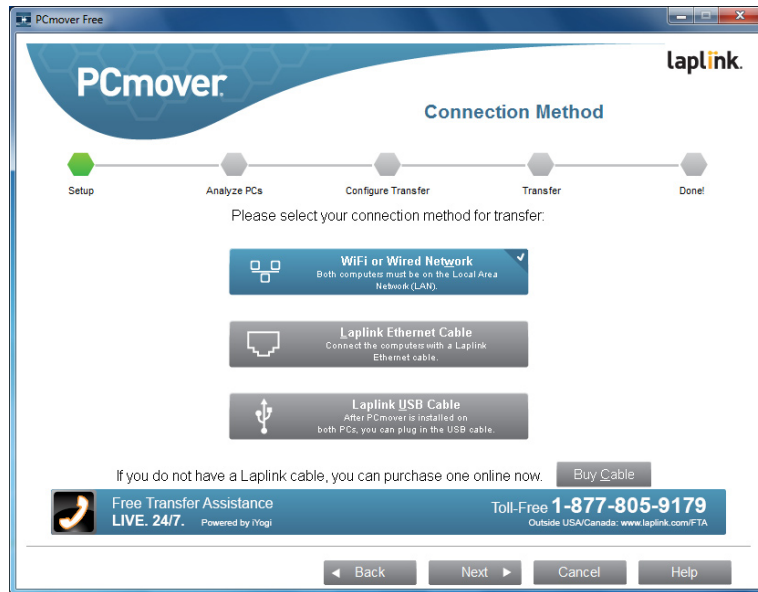 PCmover Free
PCmover
laplink.
Connection Method
Setup
Analyze PCs
Configure Transfer
Transfer
Done!
Please select your connection method for transfer:
WiFi or Wired Network
Both computers must be on the Local Area
Network (LAN).
Laplink Ethernet Cable
Connect the computers with a Laplink
Ethernet cable.
Laplink USB Cable
After PCmover is installed on
both PCs, you can plug in the USB cable.
If you do not have a Laplink cable, you can purchase one online now.
Buy Cable
Free Transfer Assistance
LIVE. 24/7. Powered by iYogi
Toll-Free 1-877-805-9179
Outside USA/Canada: www.laplink.com/FTA
Back
Next
Cancel
Help